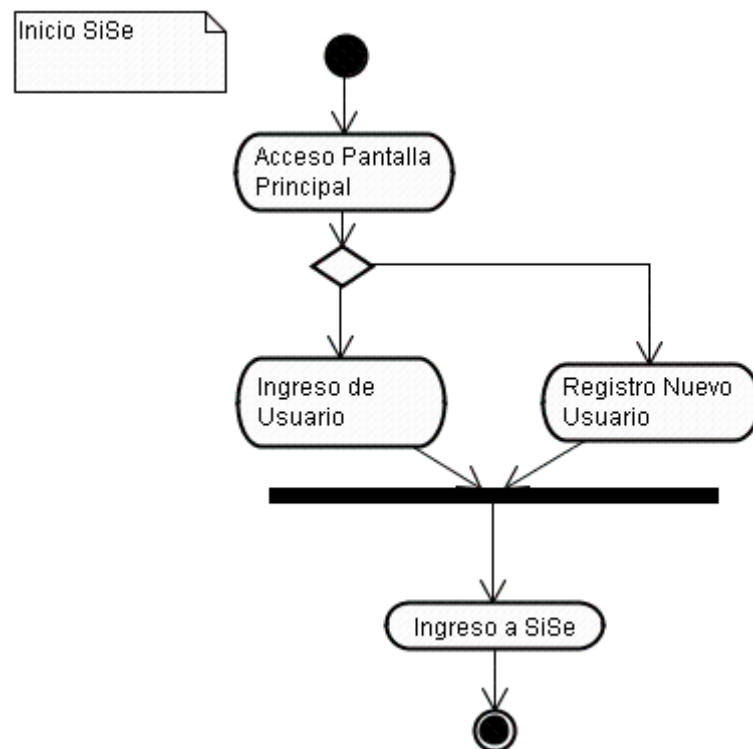 Inicio SiSe
Acceso Pantalla
Principal
Ingreso de
Usuario
Registro Nuevo
Usuario
Ingreso a SiSe